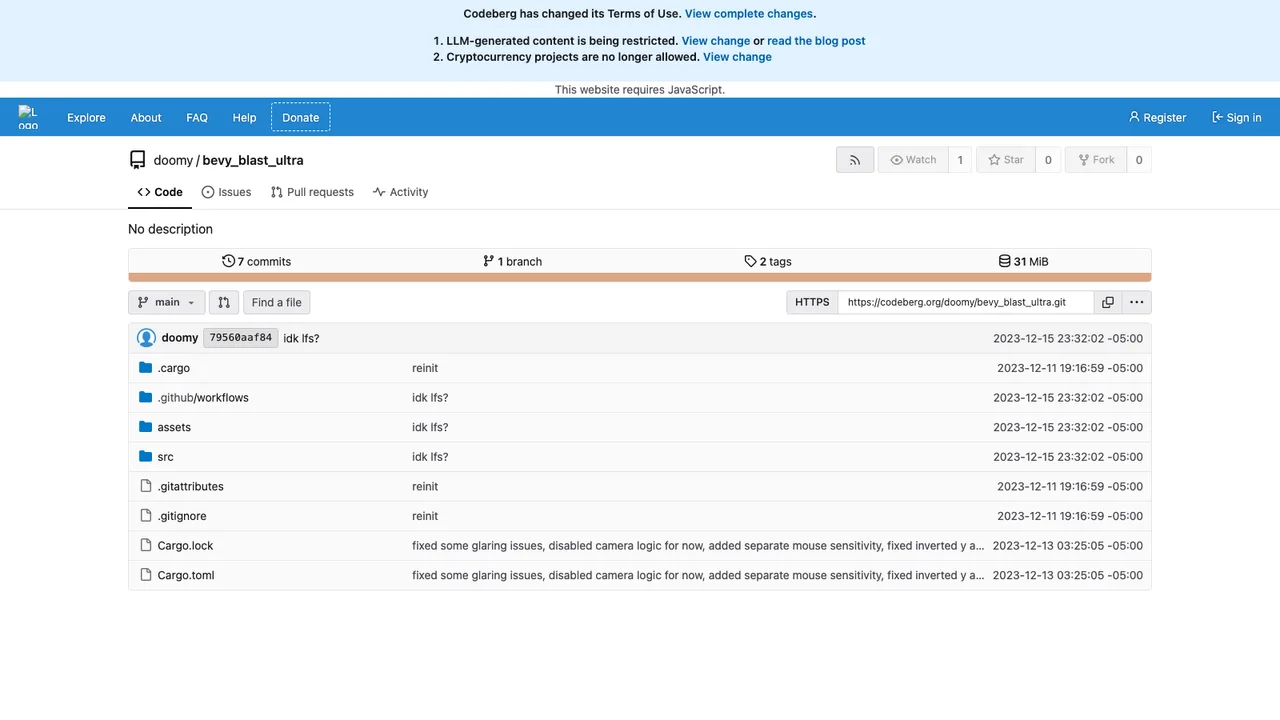 Codeberg has changed its Terms of Use. View complete changes.
1. LLM-generated content is being restricted. View change or read the blog post
2. Cryptocurrency projects are no longer allowed. View change
This website requires JavaScript.
Logo Explore About FAQ Help Donate Register Sign in
doomy / bevy_blast_ultra Watch 1 Star 0 Fork 0
Code Issues Pull requests Activity
No description
7 commits 1 branch 2 tags 31 MiB
main Find a file HTTPS https://codeberg.org/doomy/bevy_blast_ultra.git
doomy 79560aaf84 idk lfs? 2023-12-15 23:32:02 -05:00
.cargo reinit 2023-12-11 19:16:59 -05:00
.github/workflows idk lfs? 2023-12-15 23:32:02 -05:00
assets idk lfs? 2023-12-15 23:32:02 -05:00
src idk lfs? 2023-12-15 23:32:02 -05:00
.gitattributes reinit 2023-12-11 19:16:59 -05:00
.gitignore reinit 2023-12-11 19:16:59 -05:00
Cargo.lock fixed some glaring issues, disabled camera logic for now, added separate mouse sensitivity, fixed inverted y a... 2023-12-13 03:25:05 -05:00
Cargo.toml fixed some glaring issues, disabled camera logic for now, added separate mouse sensitivity, fixed inverted y a... 2023-12-13 03:25:05 -05:00